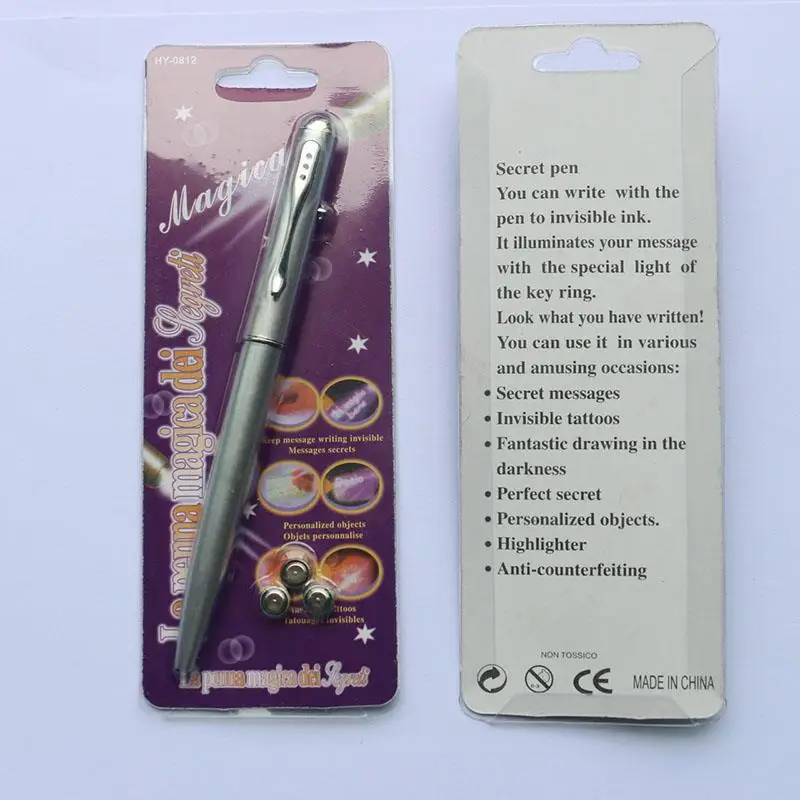 HY-0812
Magica
La penna magica dei Segreti
Keep message writing invisible
Messages secrets
Personalized objects
Objets personnalise
Tatouages invisibles
La penna magica dei Segreti
Secret pen
You can write with the
pen to invisible ink.
It illuminates your message
with the special light of
the key ring.
Look what you have written!
You can use it in various
and amusing occasions:
• Secret messages
• Invisible tattoos
• Fantastic drawing in the
darkness
• Perfect secret
• Personalized objects.
• Highlighter
• Anti-counterfeiting
NON TOSSICO
0-3
CE
MADE IN CHINA